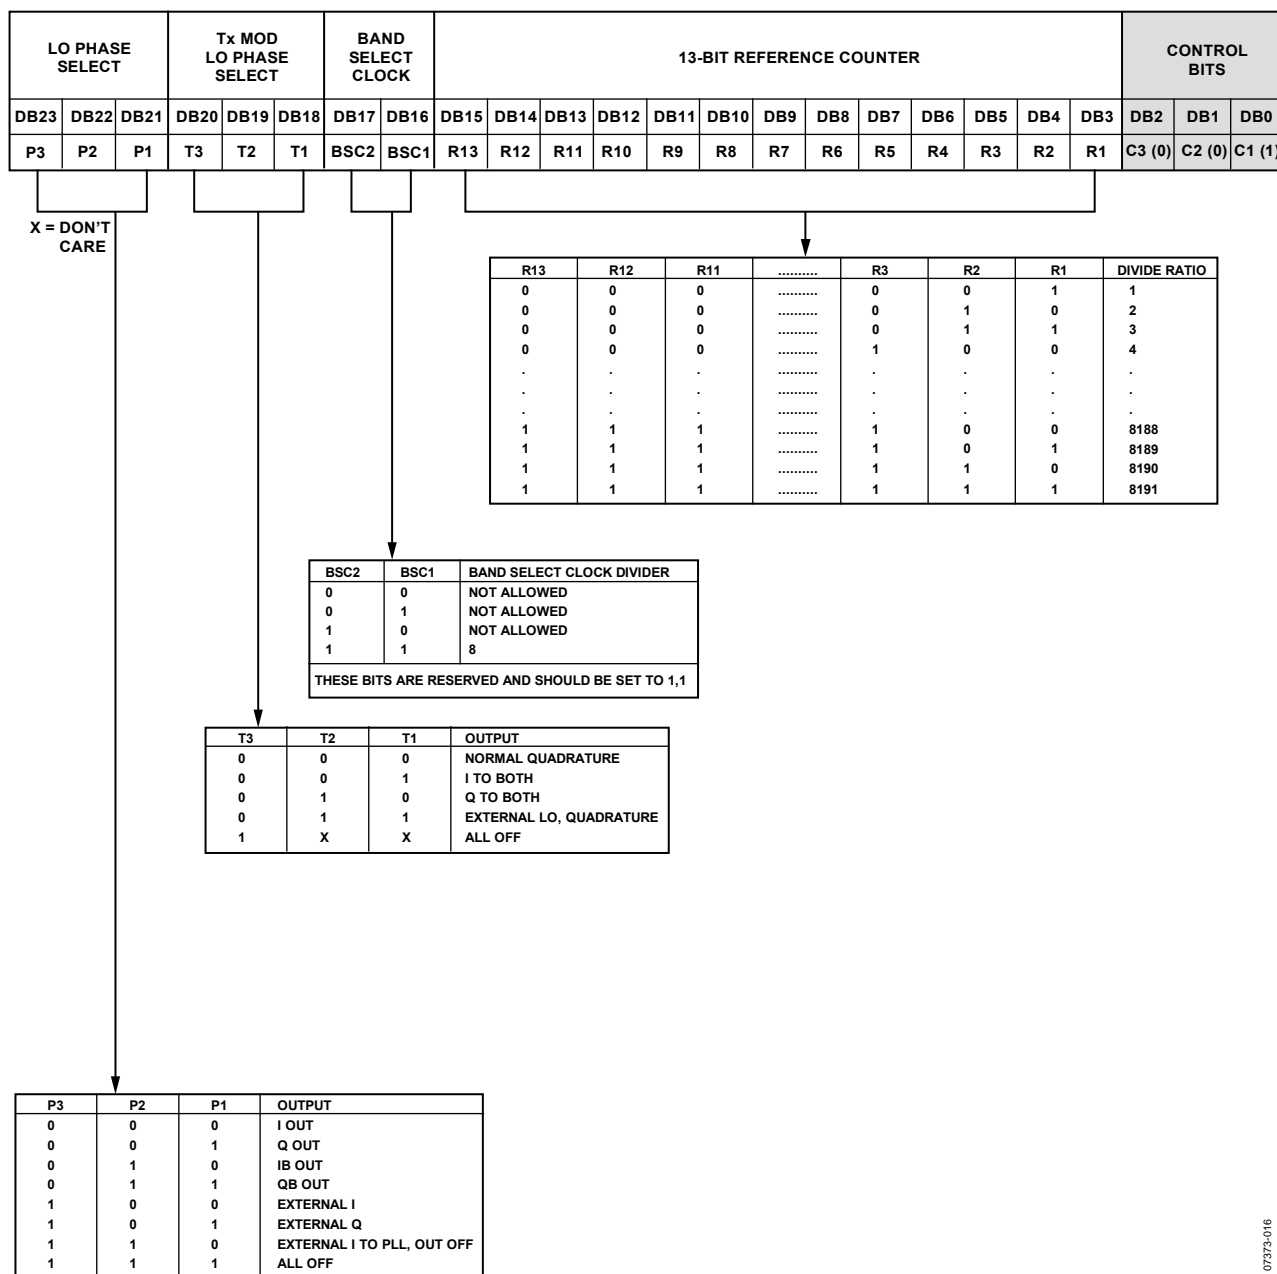 LO PHASE SELECT Tx MOD LO PHASE SELECT BAND SELECT CLOCK 13-BIT REFERENCE COUNTER CONTROL BITS
DB23 DB22 DB21 DB20 DB19 DB18 DB17 DB16 DB15 DB14 DB13 DB12 DB11 DB10 DB9 DB8 DB7 DB6 DB5 DB4 DB3 DB2 DB1 DB0
P3 P2 P1 T3 T2 T1 BSC2 BSC1 R13 R12 R11 R10 R9 R8 R7 R6 R5 R4 R3 R2 R1 C3 (0) C2 (0) C1 (1)
X = DON'T
CARE
R13 R12 R11 .......... R3 R2 R1 DIVIDE RATIO
0 0 0 .......... 0 0 1 1
0 0 0 .......... 0 1 0 2
0 0 0 .......... 0 1 1 3
0 0 0 .......... 1 0 0 4
. . . .......... . . . .
. . . .......... . . . .
. . . .......... . . . .
1 1 1 .......... 1 0 0 8188
1 1 1 .......... 1 0 1 8189
1 1 1 .......... 1 1 0 8190
1 1 1 .......... 1 1 1 8191
BSC2 BSC1 BAND SELECT CLOCK DIVIDER
0 0 NOT ALLOWED
0 1 NOT ALLOWED
1 0 NOT ALLOWED
1 1 8
THESE BITS ARE RESERVED AND SHOULD BE SET TO 1,1
T3 T2 T1 OUTPUT
0 0 0 NORMAL QUADRATURE
0 0 1 I TO BOTH
0 1 0 Q TO BOTH
0 1 1 EXTERNAL LO, QUADRATURE
1 X X ALL OFF
P3 P2 P1 OUTPUT
0 0 0 I OUT
0 0 1 Q OUT
0 1 0 IB OUT
0 1 1 QB OUT
1 0 0 EXTERNAL I
1 0 1 EXTERNAL Q
1 1 0 EXTERNAL I TO PLL, OUT OFF
1 1 1 ALL OFF
07373-016